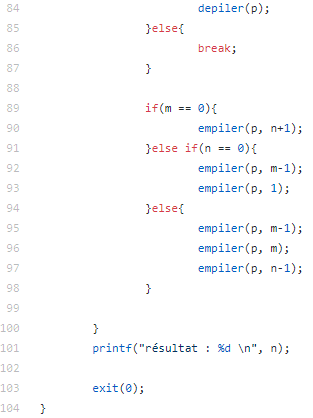 84 depiler(p);
85 }else{
86 break;
87 }
88
89 if(m == 0){
90 empiler(p, n+1);
91 }else if(n == 0){
92 empiler(p, m-1);
93 empiler(p, 1);
94 }else{
95 empiler(p, m-1);
96 empiler(p, m);
97 empiler(p, n-1);
98 }
99
100 }
101 printf("résultat : %d \n", n);
102
103 exit(0);
104 }